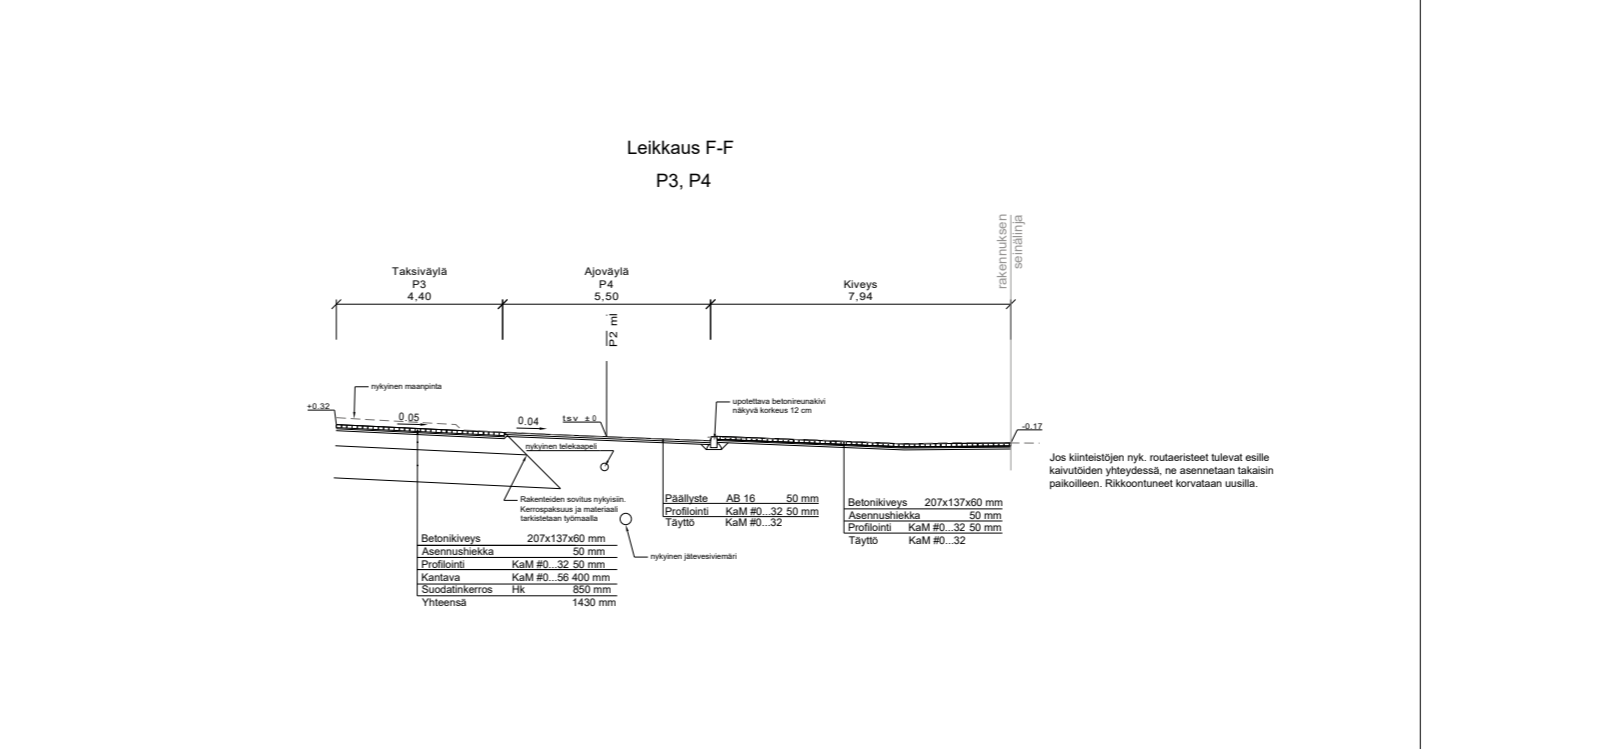 Leikkaus F-F
P3, P4
rakennuksen
seinälinja
Taksiväylä
P3
4,40
Ajoväylä
P4
5,50
Kiveys
7,94
P2 ml
nykyinen maanpinta
+0.32
0.05
0.04
tsv ±0
upotettava betonireunakivi
näkyvä korkeus 12 cm
-0.17
nykyinen telekaapeli
Jos kiinteistöjen nyk. routaeristeet tulevat esille
kaivutöiden yhteydessä, ne asennetaan takaisin
paikoilleen. Rikkoontuneet korvataan uusilla.
Rakenteiden sovitus nykyisiin.
Kerrospaksuus ja materiaali
tarkistetaan työmaalla
Päällyste AB 16 50 mm
Profilointi KaM #0...32 50 mm
Täyttö KaM #0...32
Betonikiveys 207x137x60 mm
Asennushiekka 50 mm
Profilointi KaM #0...32 50 mm
Täyttö KaM #0...32
nykyinen jätevesiviemäri
Betonikiveys 207x137x60 mm
Asennushiekka 50 mm
Profilointi KaM #0...32 50 mm
Kantava KaM #0...56 400 mm
Suodatinkerros Hk 850 mm
Yhteensä 1430 mm